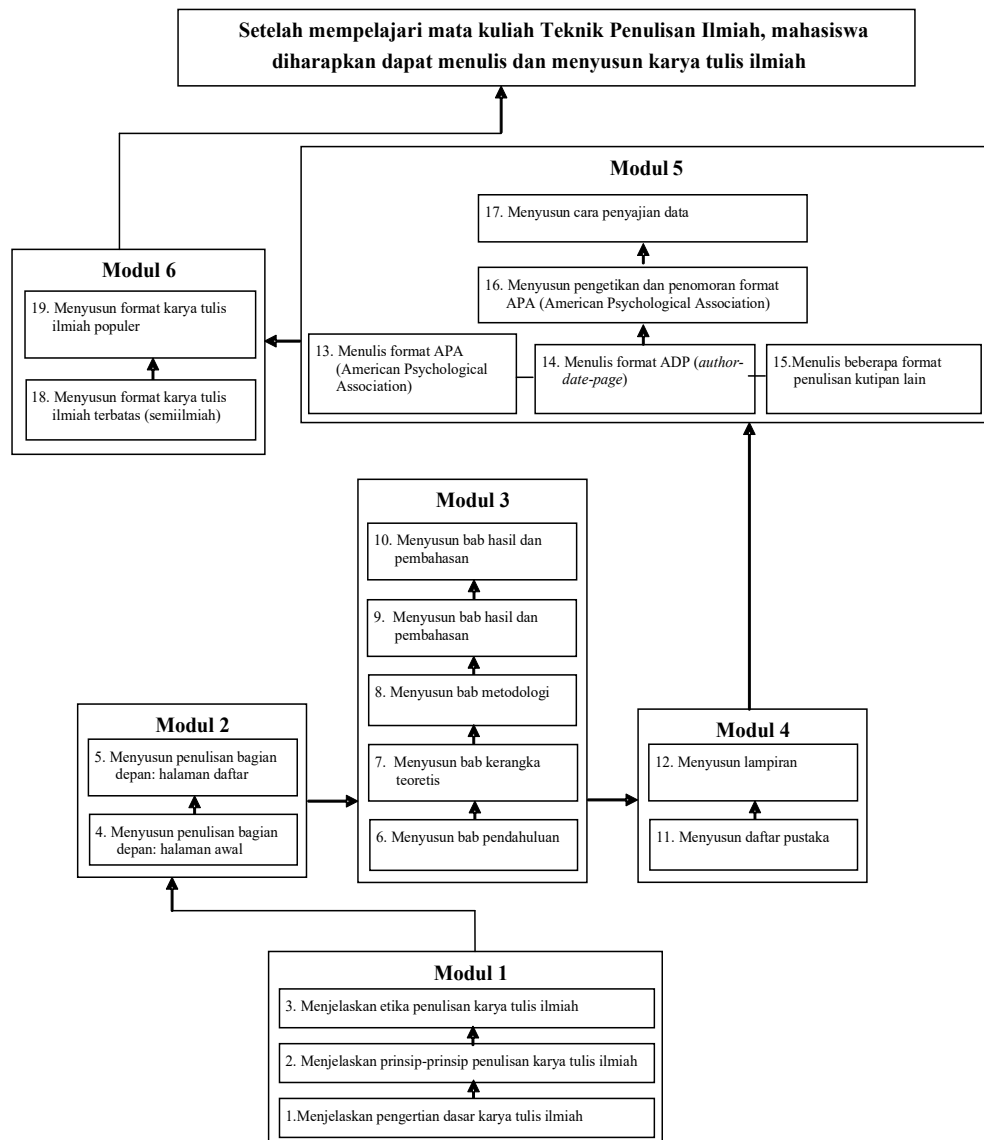 Setelah mempelajari mata kuliah Teknik Penulisan Ilmiah, mahasiswa
diharapkan dapat menulis dan menyusun karya tulis ilmiah
Modul 5
17. Menyusun cara penyajian data
16. Menyusun pengetikan dan penomoran format
APA (American Psychological Association)
13. Menulis format APA
(American Psychological
Association)
14. Menulis format ADP (author-
date-page)
15.Menulis beberapa format
penulisan kutipan lain
Modul 6
19. Menyusun format karya tulis
ilmiah populer
18. Menyusun format karya tulis
ilmiah terbatas (semiilmiah)
Modul 3
10. Menyusun bab hasil dan
pembahasan
9. Menyusun bab hasil dan
pembahasan
8. Menyusun bab metodologi
7. Menyusun bab kerangka
teoretis
6. Menyusun bab pendahuluan
Modul 2
5. Menyusun penulisan bagian
depan: halaman daftar
4. Menyusun penulisan bagian
depan: halaman awal
Modul 4
12. Menyusun lampiran
11. Menyusun daftar pustaka
Modul 1
3. Menjelaskan etika penulisan karya tulis ilmiah
2. Menjelaskan prinsip-prinsip penulisan karya tulis ilmiah
1.Menjelaskan pengertian dasar karya tulis ilmiah